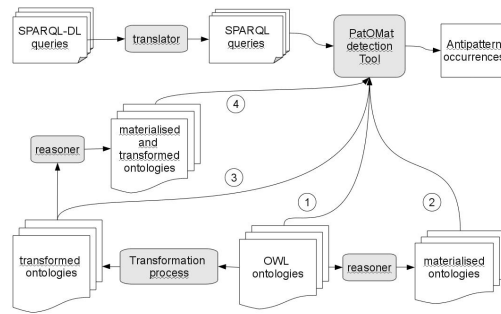 SPARQL-DL
queries
translator
SPARQL
queries
PatOMat
detection
Tool
Antipattern
occurrences
4
reasoner
materialised
and
transformed
ontologies
3
1
2
transformed
ontologies
Transformation
process
OWL
ontologies
reasoner
materialised
ontologies